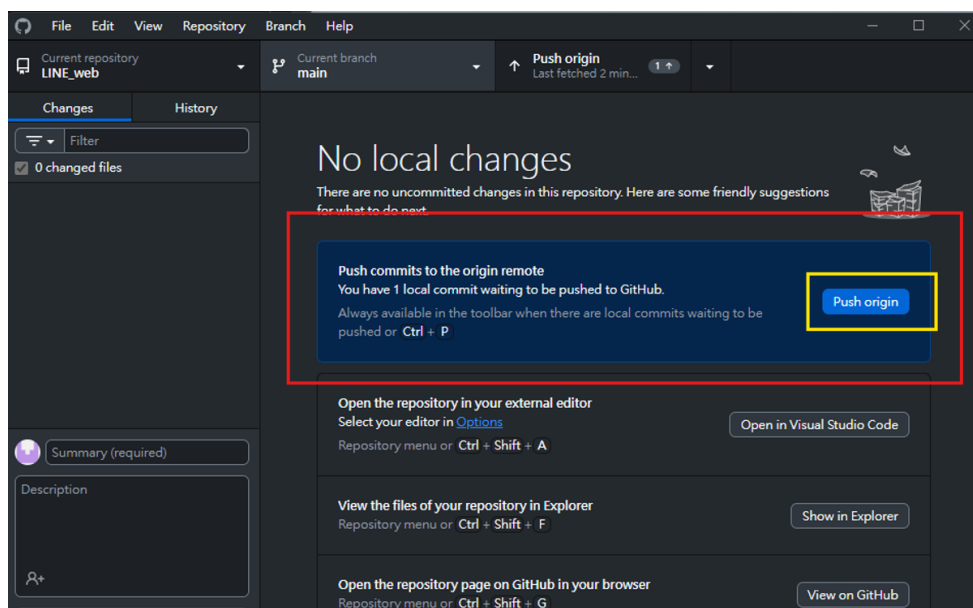 File Edit View Repository Branch Help
Current repository
LINE_web
Current branch
main
Push origin
Last fetched 2 min...
1
Changes History
Filter
0 changed files
No local changes
There are no uncommitted changes in this repository. Here are some friendly suggestions
for what to do next.
Push commits to the origin remote
You have 1 local commit waiting to be pushed to GitHub.
Always available in the toolbar when there are local commits waiting to be
pushed or Ctrl + P
Push origin
Open the repository in your external editor
Select your editor in Options
Repository menu or Ctrl + Shift + A
Open in Visual Studio Code
View the files of your repository in Explorer
Repository menu or Ctrl + Shift + F
Show in Explorer
Open the repository page on GitHub in your browser
Repository menu or Ctrl + Shift + G
View on GitHub
Summary (required)
Description